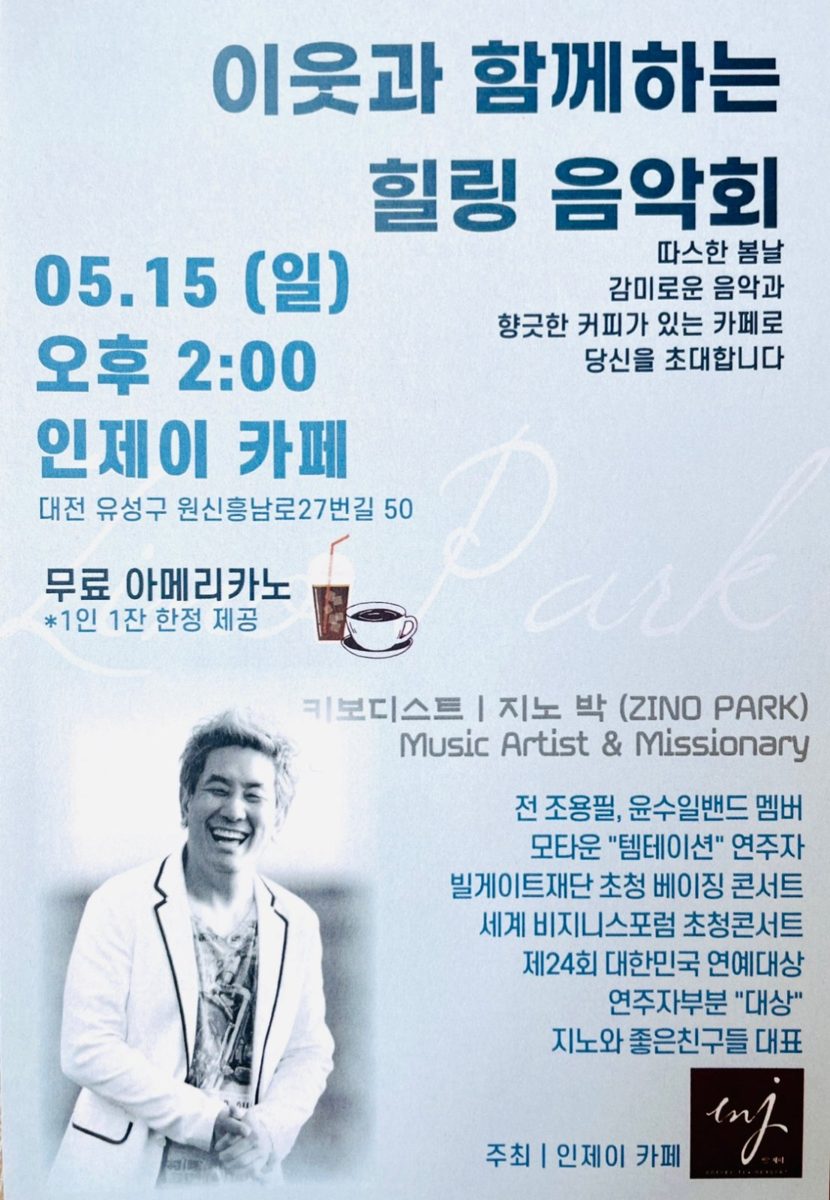 이웃과 함께하는
힐링 음악회
따스한 봄날
감미로운 음악과
향긋한 커피가 있는 카페로
당신을 초대합니다
05.15 (일)
오후 2:00
인제이 카페
대전 유성구 원신흥남로27번길 50
무료 아메리카노
*1인 1잔 한정 제공
Zino Park
키보디스트 | 지노 박 (ZINO PARK)
Music Artist & Missionary
전 조용필, 윤수일밴드 멤버
모타운 "템테이션" 연주자
빌게이트재단 초청 베이징 콘서트
세계 비지니스포럼 초청콘서트
제24회 대한민국 연예대상
연주자부분 "대상"
지노와 좋은친구들 대표
주최 | 인제이 카페
enj